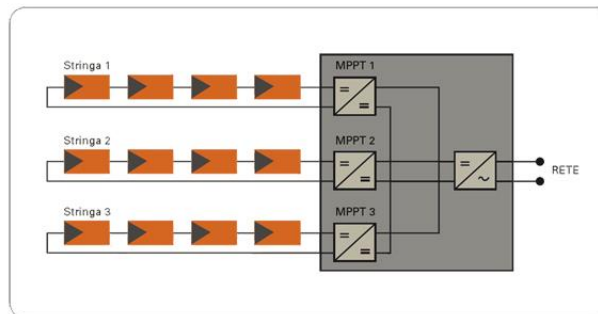 Stringa 1
MPPT 1
Stringa 2
MPPT 2
RETE
Stringa 3
MPPT 3